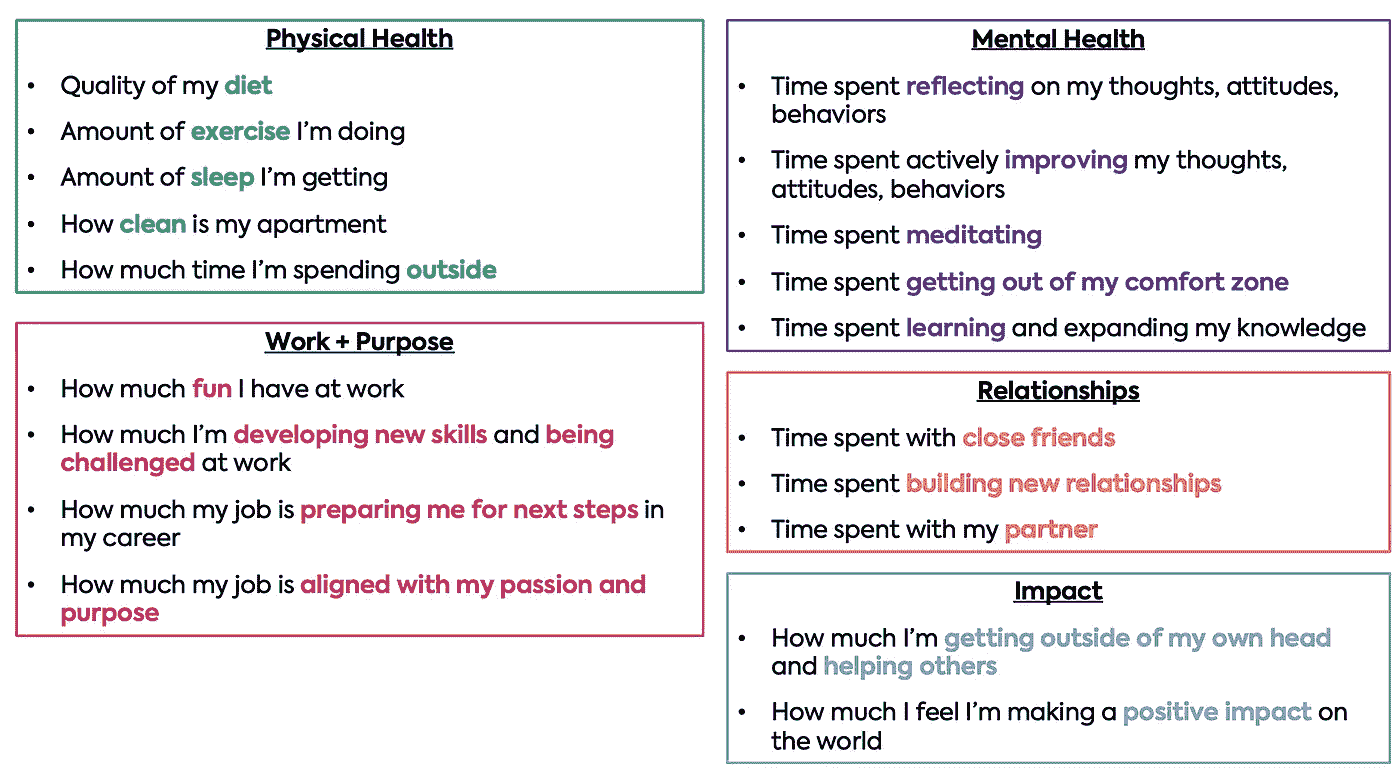 Physical Health
• Quality of my diet
• Amount of exercise I'm doing
• Amount of sleep I'm getting
• How clean is my apartment
• How much time I'm spending outside
Work + Purpose
• How much fun I have at work
• How much I'm developing new skills and being
challenged at work
• How much my job is preparing me for next steps in
my career
• How much my job is aligned with my passion and
purpose
Mental Health
• Time spent reflecting on my thoughts, attitudes,
behaviors
• Time spent actively improving my thoughts,
attitudes, behaviors
• Time spent meditating
• Time spent getting out of my comfort zone
• Time spent learning and expanding my knowledge
Relationships
• Time spent with close friends
• Time spent building new relationships
• Time spent with my partner
Impact
• How much I'm getting outside of my own head
and helping others
• How much I feel I'm making a positive impact on
the world